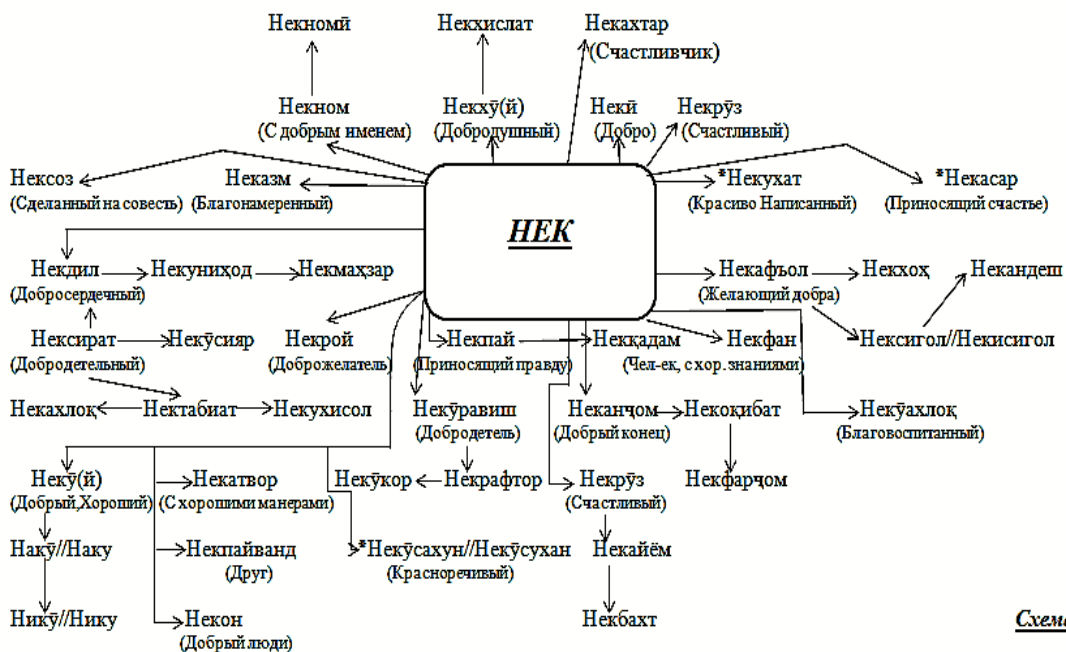 Некномӣ Некхислат Некахтар
(Счастливчик)
Некном Некхӯ(й) Некӣ Некрӯз
(С добрым именем) (Добродушный) (Добро) (Счастливый)
Нексоз Неказм *Некухат *Некасар
(Сделанный на совесть) (Благонамеренный) (Красиво Написанный) (Приносящий счастье)
НЕК
Некдил Некуниҳод Некмаҳзар Некафъол Некхоҳ Некандеш
(Добросердечный) (Желающий добра)
Нексират Некӯсияр Некрой Некпай Некқадам Некфан Нексигол//Некисигол
(Добродетельный) (Доброжелатель) (Приносящий правду) (Чел-ек, с хор. знаниями)
Некахлоқ Нектабиат Некухисол Некӯравиш Неканҷом Некоқибат Некӯахлоқ
(Добродетель) (Добрый конец) (Благовоспитанный)
Некӯ(й) Некатвор Некӯкор Некрафтор Некрӯз Некфарҷом
(Добрый,Хороший) (С хорошими манерами) (Счастливый)
Накӯ//Наку Некпайванд *Некӯсахун//Некӯсухан Некайём
(Друг) (Красноречивый)
Никӯ//Нику Некон Некбахт
(Добрый люди)
Схема